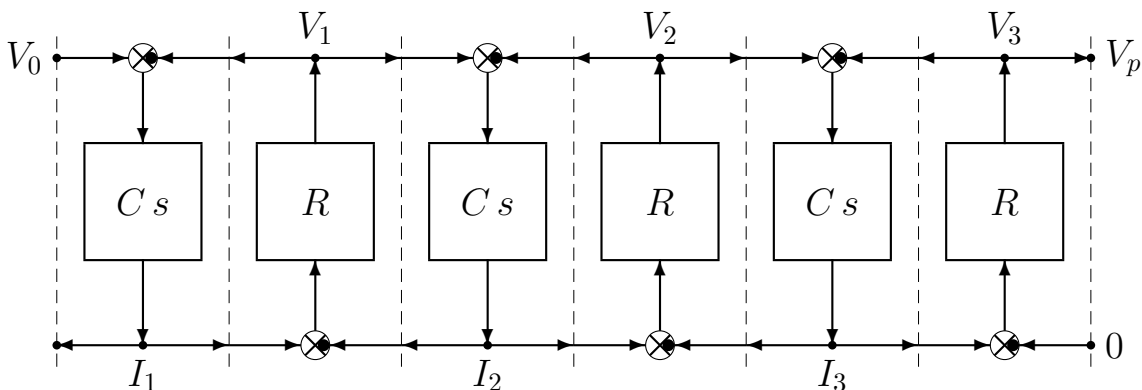 V₀ V₁ V₂ V₃ Vₚ
C s R C s R C s R
I₁ I₂ I₃ 0